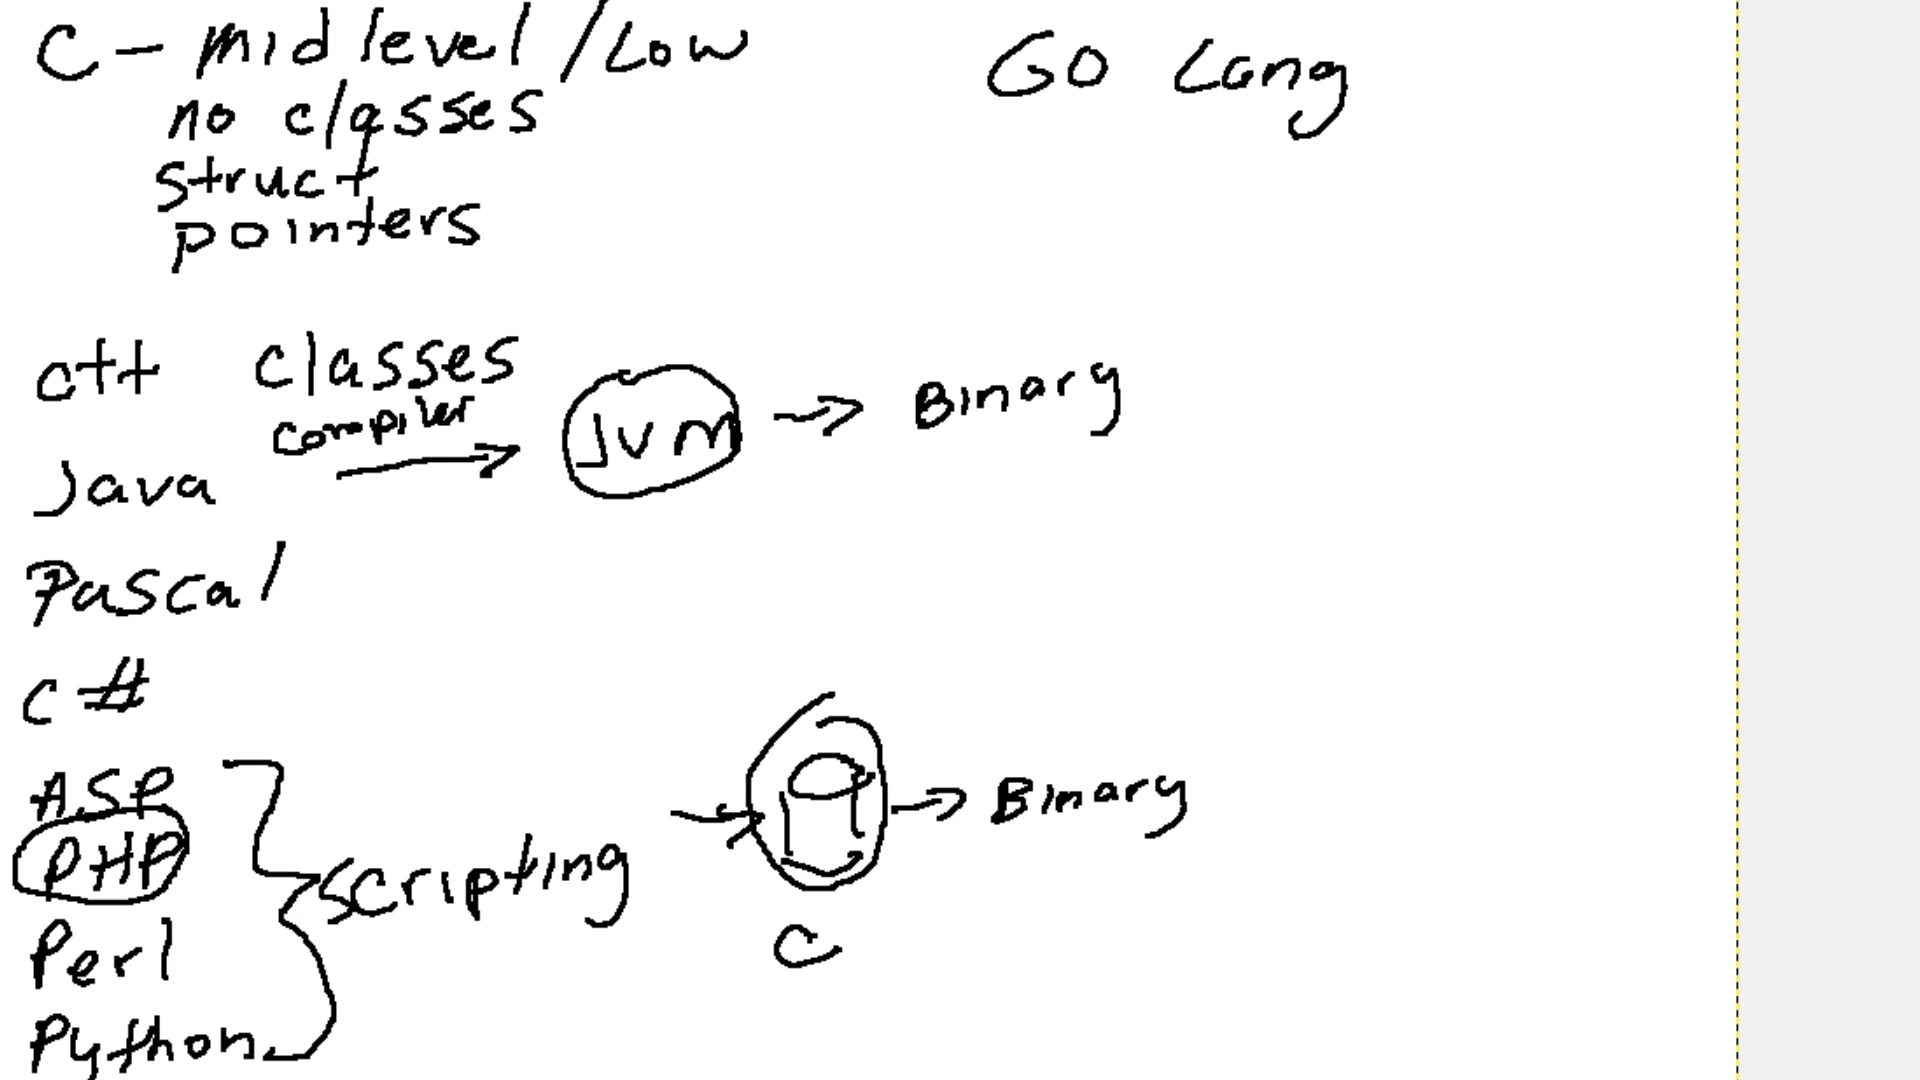 C - mid level / Low
Go Lang
no classes
struct
pointers
C++ classes
compiler
Java
JVM
Binary
Pascal
C#
ASP
PHP
Scripting
Binary
Perl
C
Python